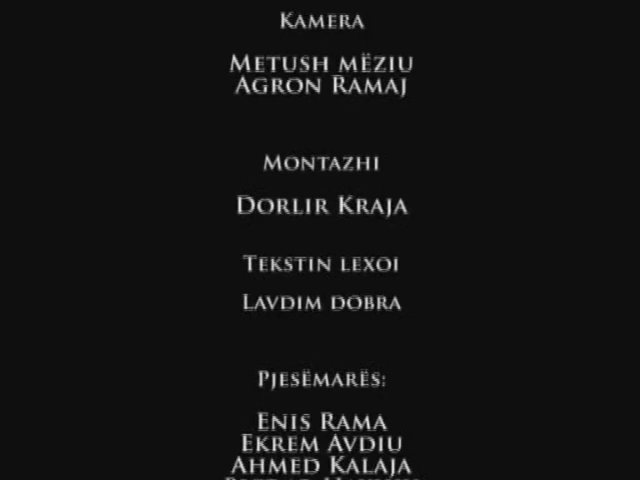 Kamera
Metush mëziu
Agron Ramaj
Montazhi
Dorlir Kraja
Tekstin lexoi
Lavdim dobra
Pjesëmarës:
Enis Rama
Ekrem Avdiu
Ahmed Kalaja